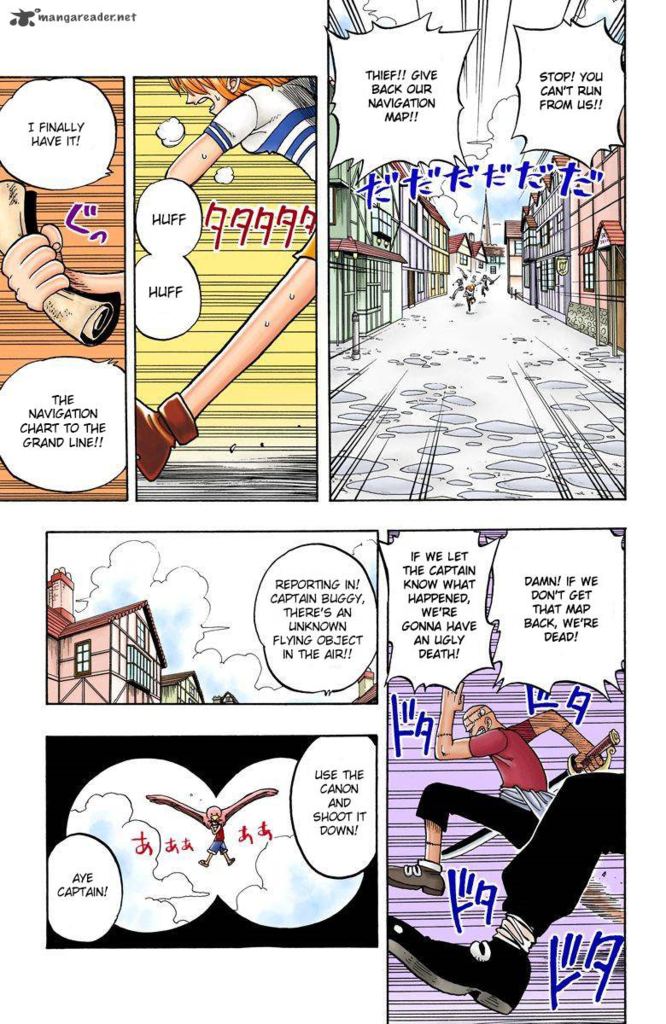 mangareader.net
STOP! YOU
CAN'T RUN
FROM US!!
THIEF!! GIVE
BACK OUR
NAVIGATION
MAP!!
だだだだだだ
HUFF
HUFF
タタタタタ
I FINALLY
HAVE IT!
ぐっ
THE
NAVIGATION
CHART TO THE
GRAND LINE!!
DAMN! IF WE
DON'T GET
THAT MAP
BACK, WE'RE
DEAD!
IF WE LET
THE CAPTAIN
KNOW WHAT
HAPPENED,
WE'RE
GONNA HAVE
AN UGLY
DEATH!
ドタ
ドタ
ドタ
ドタ
REPORTING IN!
CAPTAIN BUGGY,
THERE'S AN
UNKNOWN
FLYING OBJECT
IN THE AIR!!
USE THE
CANON
AND
SHOOT IT
DOWN!
ああ
あぁぁ
AYE
CAPTAIN!